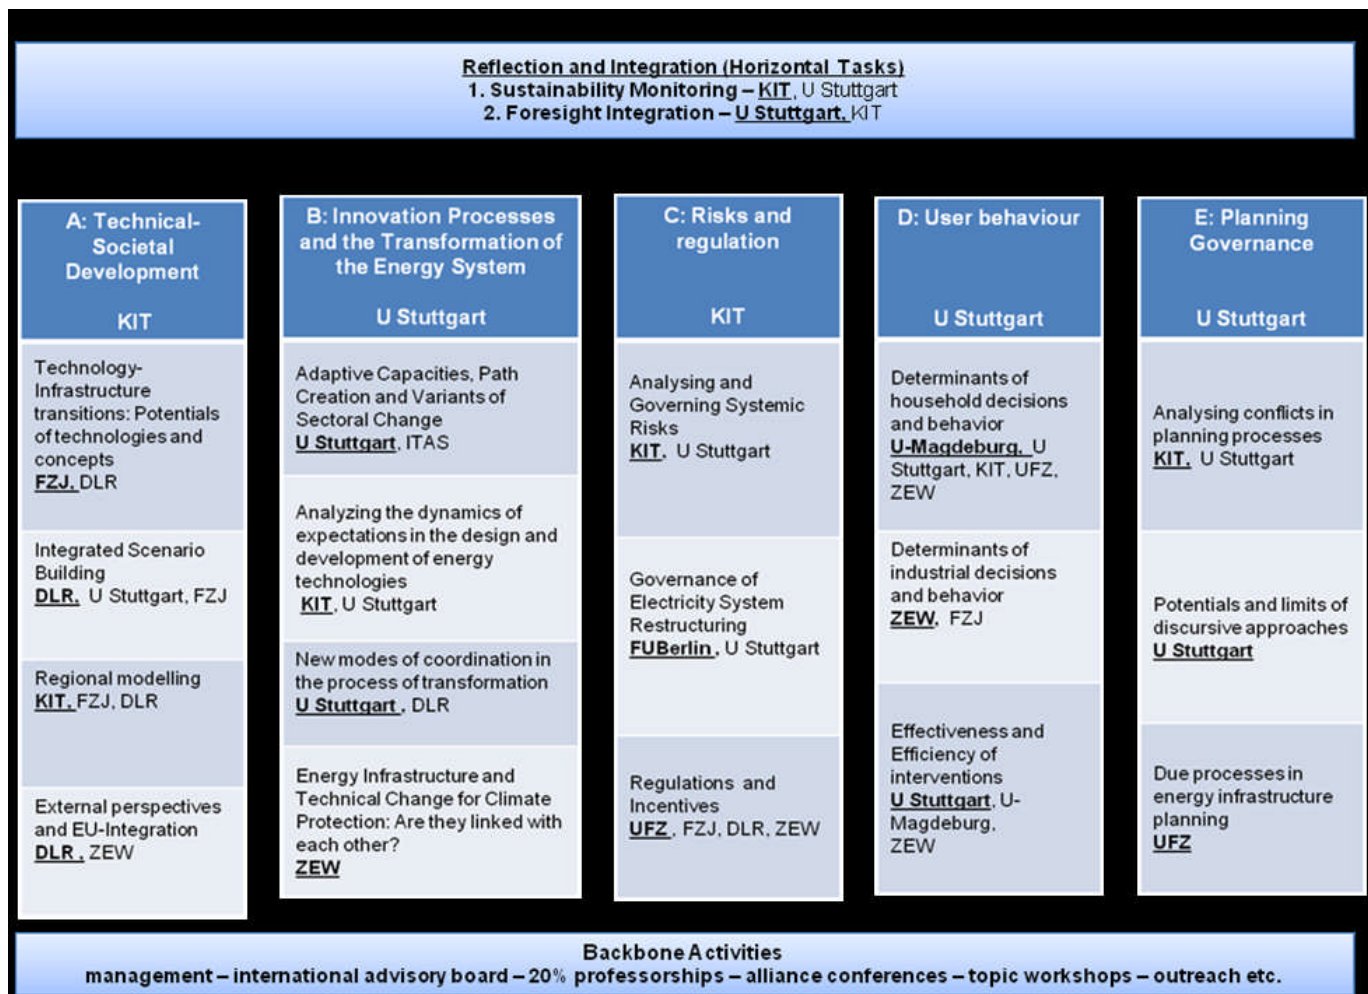 Reflection and Integration (Horizontal Tasks)
1. Sustainability Monitoring – KIT, U Stuttgart
2. Foresight Integration – U Stuttgart, KIT
A: Technical-
Societal
Development
KIT
Technology-
Infrastructure
transitions: Potentials
of technologies and
concepts
FZJ, DLR
Integrated Scenario
Building
DLR, U Stuttgart, FZJ
Regional modelling
KIT, FZJ, DLR
External perspectives
and EU-Integration
DLR , ZEW
B: Innovation Processes
and the Transformation of
the Energy System
U Stuttgart
Adaptive Capacities, Path
Creation and Variants of
Sectoral Change
U Stuttgart, ITAS
Analyzing the dynamics of
expectations in the design and
development of energy
technologies
KIT, U Stuttgart
New modes of coordination in
the process of transformation
U Stuttgart , DLR
Energy Infrastructure and
Technical Change for Climate
Protection: Are they linked with
each other?
ZEW
C: Risks and
regulation
KIT
Analysing and
Governing Systemic
Risks
KIT, U Stuttgart
Governance of
Electricity System
Restructuring
FUBerlin , U Stuttgart
Regulations and
Incentives
UFZ , FZJ, DLR, ZEW
D: User behaviour
U Stuttgart
Determinants of
household decisions
and behavior
U-Magdeburg, U
Stuttgart, KIT, UFZ,
ZEW
Determinants of
industrial decisions
and behavior
ZEW, FZJ
Effectiveness and
Efficiency of
interventions
U Stuttgart, U-
Magdeburg,
ZEW
E: Planning
Governance
U Stuttgart
Analysing conflicts in
planning processes
KIT, U Stuttgart
Potentials and limits of
discursive approaches
U Stuttgart
Due processes in
energy infrastructure
planning
UFZ
Backbone Activities
management – international advisory board – 20% professorships – alliance conferences – topic workshops – outreach etc.